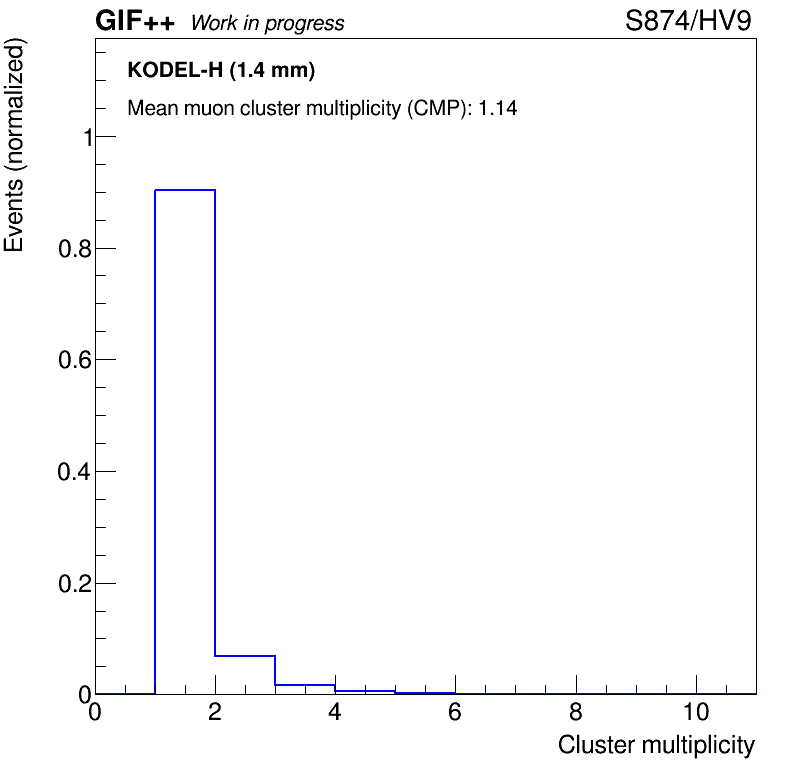 GIF++ Work in progress S874/HV9
KODEL-H (1.4 mm)
Mean muon cluster multiplicity (CMP): 1.14
Events (normalized)
1
0.8
0.6
0.4
0.2
0
0 2 4 6 8 10
Cluster multiplicity